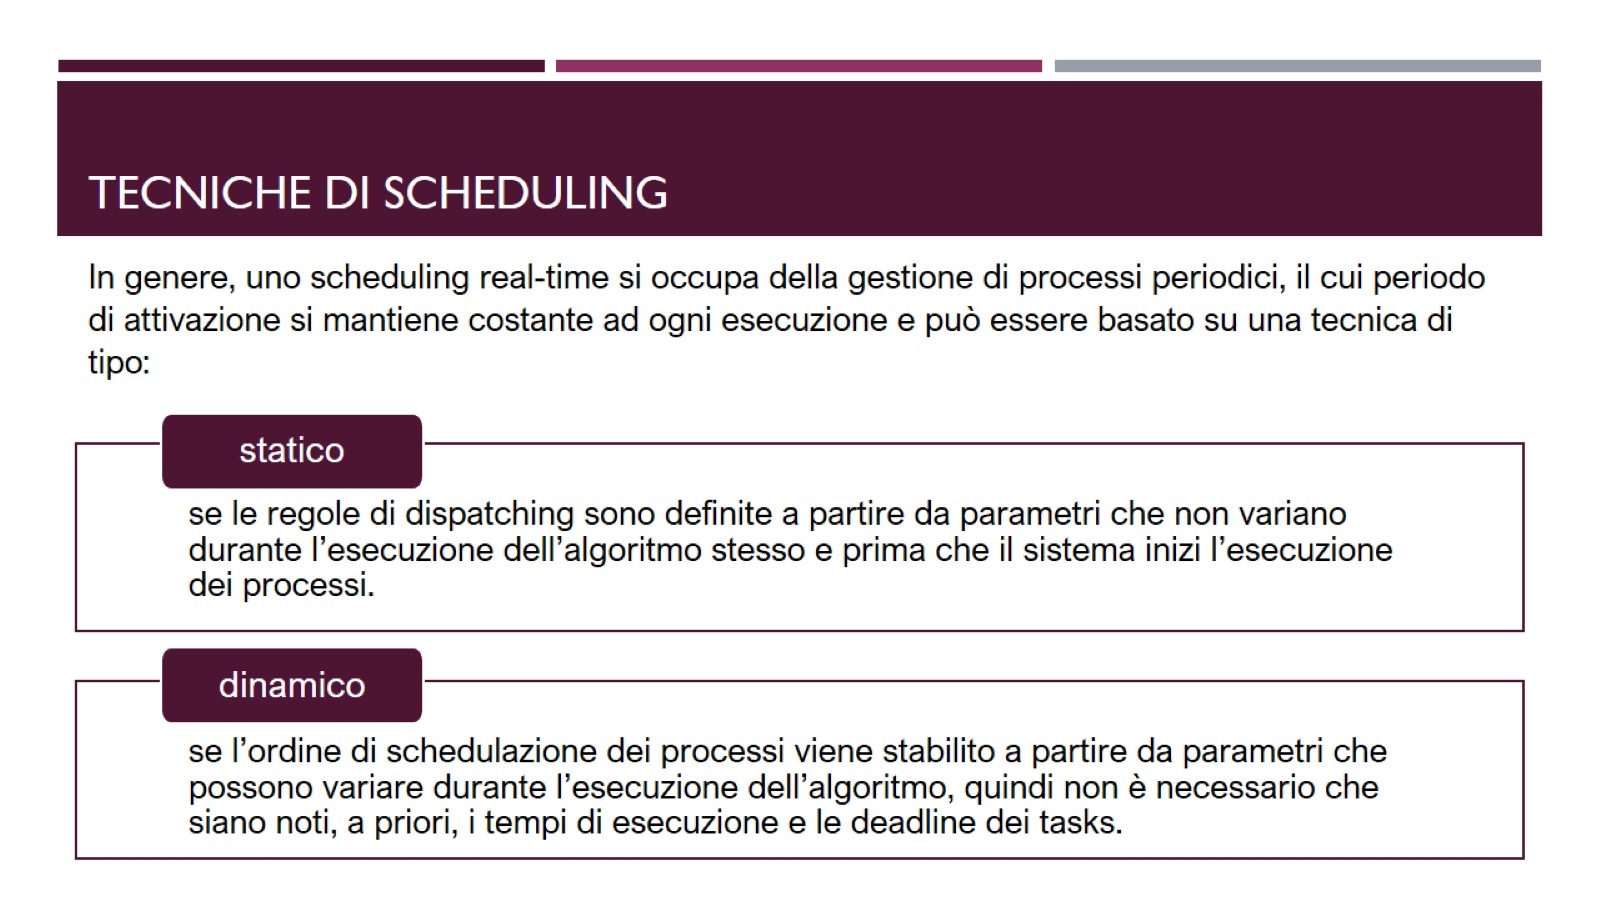 TECNICHE DI SCHEDULING
In genere, uno scheduling real-time si occupa della gestione di processi periodici, il cui periodo
di attivazione si mantiene costante ad ogni esecuzione e può essere basato su una tecnica di
tipo:
statico
se le regole di dispatching sono definite a partire da parametri che non variano
durante l’esecuzione dell’algoritmo stesso e prima che il sistema inizi l’esecuzione
dei processi.
dinamico
se l’ordine di schedulazione dei processi viene stabilito a partire da parametri che
possono variare durante l’esecuzione dell’algoritmo, quindi non è necessario che
siano noti, a priori, i tempi di esecuzione e le deadline dei tasks.